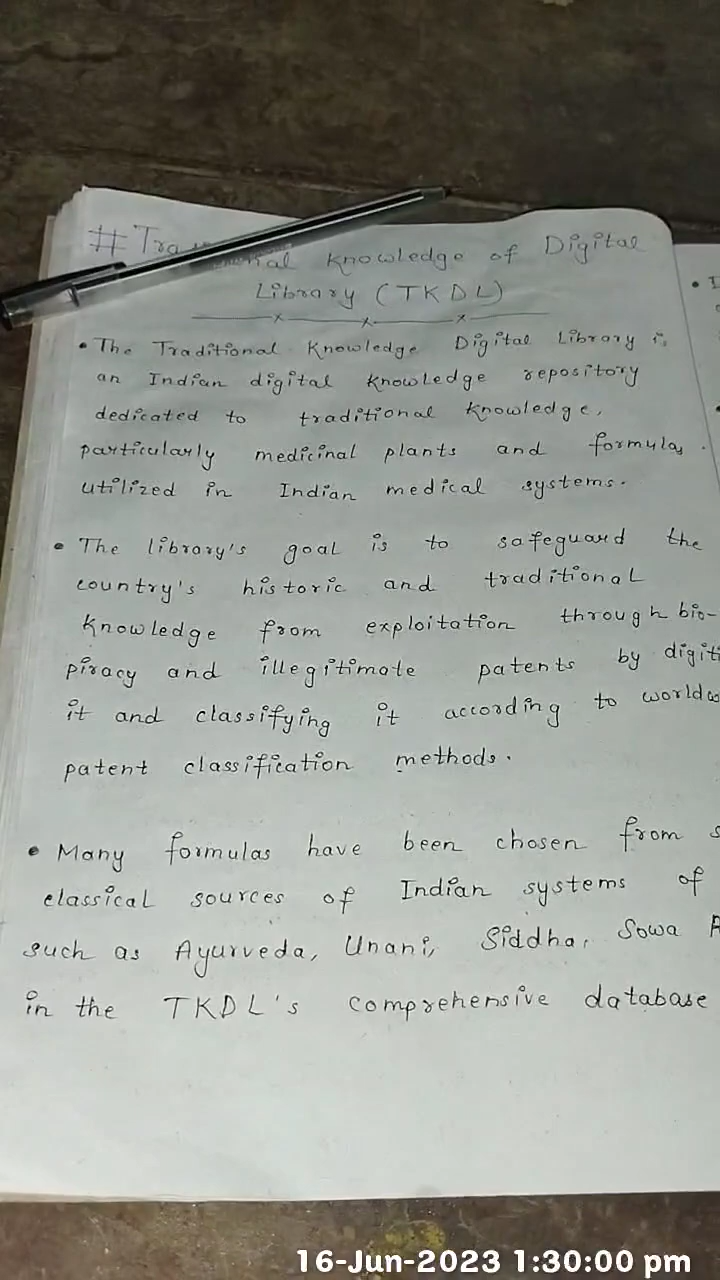 # Tra nal Knowledge of Digital
Library (TKDL)
• The Traditional Knowledge Digital Library is
an Indian digital knowledge repository
dedicated to traditional knowledge,
particularly medicinal plants and formulas
utilized in Indian medical systems.
• The library's goal is to safeguard the
country's historic and traditional
knowledge from exploitation through bio-
piracy and illegitimate patents by digiti
it and classifying it according to worldw
patent classification methods.
• Many formulas have been chosen from s
classical sources of Indian systems of
such as Ayurveda, Unani, Siddha, Sowa R
in the TKDL's comprehensive database
16-Jun-2023 1:30:00 pm